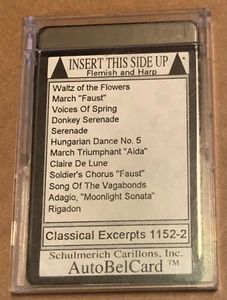 INSERT THIS SIDE UP
Flemish and Harp
Waltz of the Flowers
March "Faust"
Voices Of Spring
Donkey Serenade
Serenade
Hungarian Dance No. 5
March Triumphant "Aida"
Claire De Lune
Soldier's Chorus "Faust"
Song Of The Vagabonds
Adagio, "Moonlight Sonata"
Rigadon
Classical Excerpts 1152-2
Schulmerich Carillons, Inc.
AutoBelCard TM